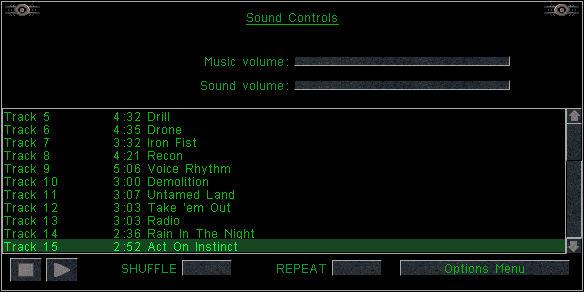 Sound Controls
Music volume:
Sound volume:
Track 5 4:32 Drill
Track 6 4:35 Drone
Track 7 3:32 Iron Fist
Track 8 4:21 Recon
Track 9 5:06 Voice Rhythm
Track 10 3:00 Demolition
Track 11 3:07 Untamed Land
Track 12 3:03 Take 'em Out
Track 13 3:03 Radio
Track 14 2:36 Rain In The Night
Track 15 2:52 Act On Instinct
SHUFFLE REPEAT Options Menu